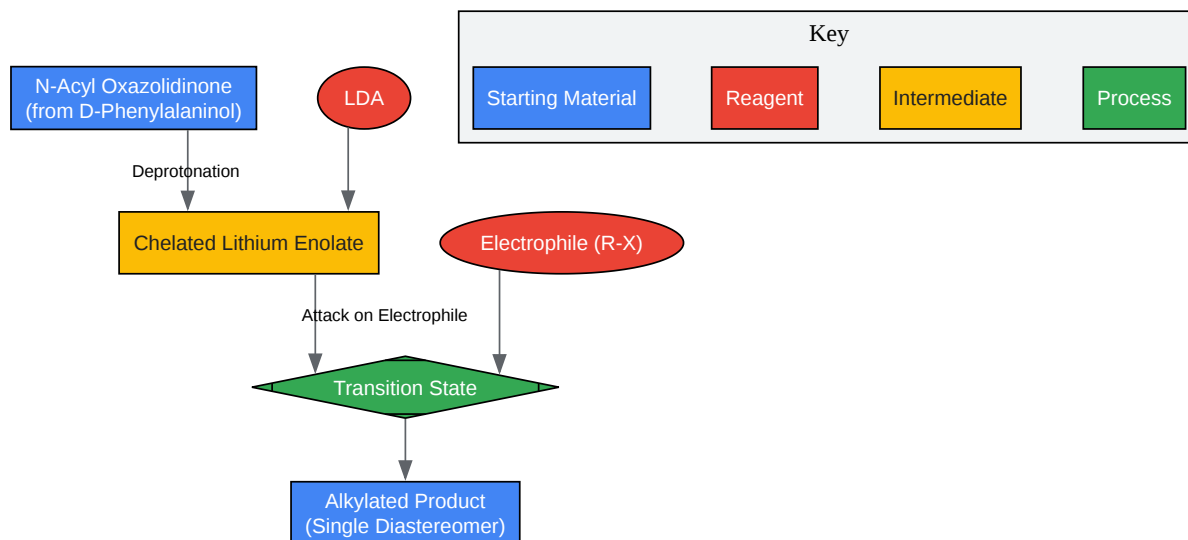 Key
N-Acyl Oxazolidinone
(from D-Phenylalaninol)
LDA
Starting Material
Reagent
Intermediate
Process
Deprotonation
Chelated Lithium Enolate
Electrophile (R-X)
Attack on Electrophile
Transition State
Alkylated Product
(Single Diastereomer)